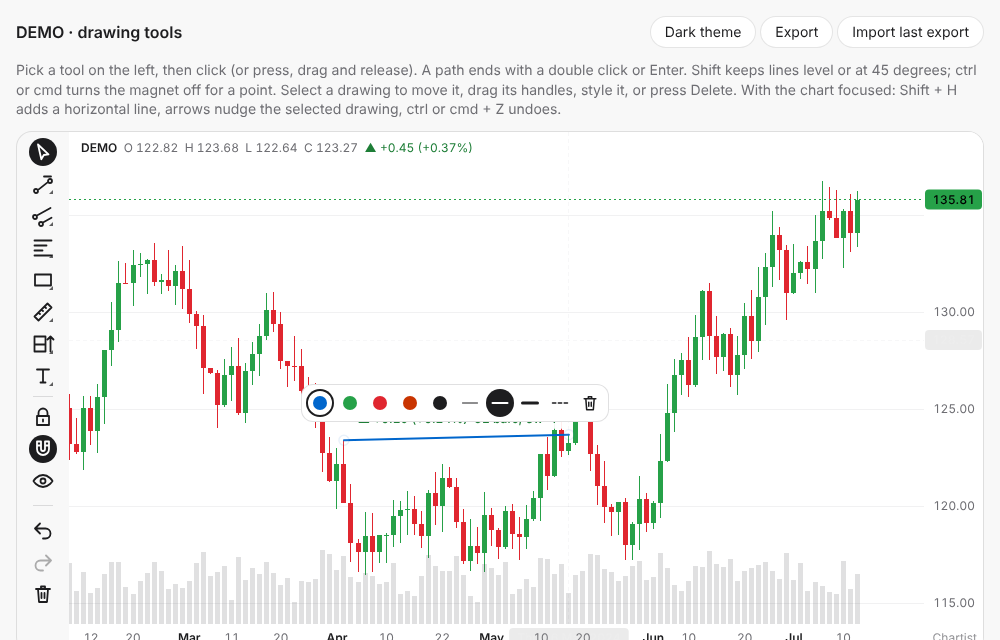 DEMO · drawing tools
Dark theme
Export
Import last export
Pick a tool on the left, then click (or press, drag and release). A path ends with a double click or Enter. Shift keeps lines level or at 45 degrees; ctrl
or cmd turns the magnet off for a point. Select a drawing to move it, drag its handles, style it, or press Delete. With the chart focused: Shift + H
adds a horizontal line, arrows nudge the selected drawing, ctrl or cmd + Z undoes.
DEMO O 122.82 H 123.68 L 122.64 C 123.27 ▲ +0.45 (+0.37%)
135.81
130.00
125.00
120.00
115.00
12 20 Mar 11 20 Apr 10 22 May 10 20 Jun 10 20 Jul 10
Chartist